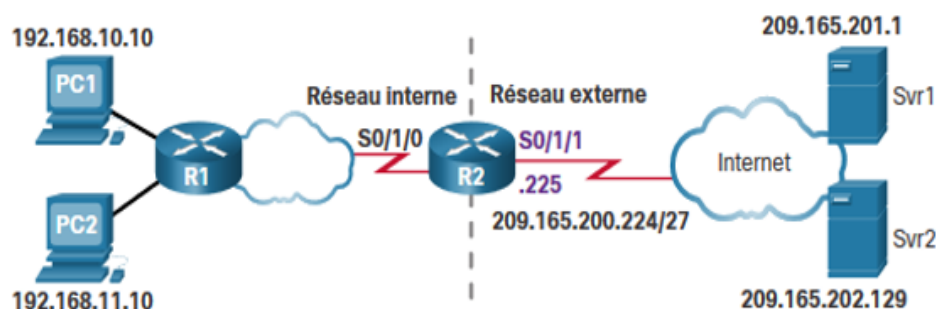 192.168.10.10
209.165.201.1
PC1
Svr1
Réseau interne
Réseau externe
S0/1/0
S0/1/1
R1
R2
.225
Internet
209.165.200.224/27
PC2
Svr2
192.168.11.10
209.165.202.129